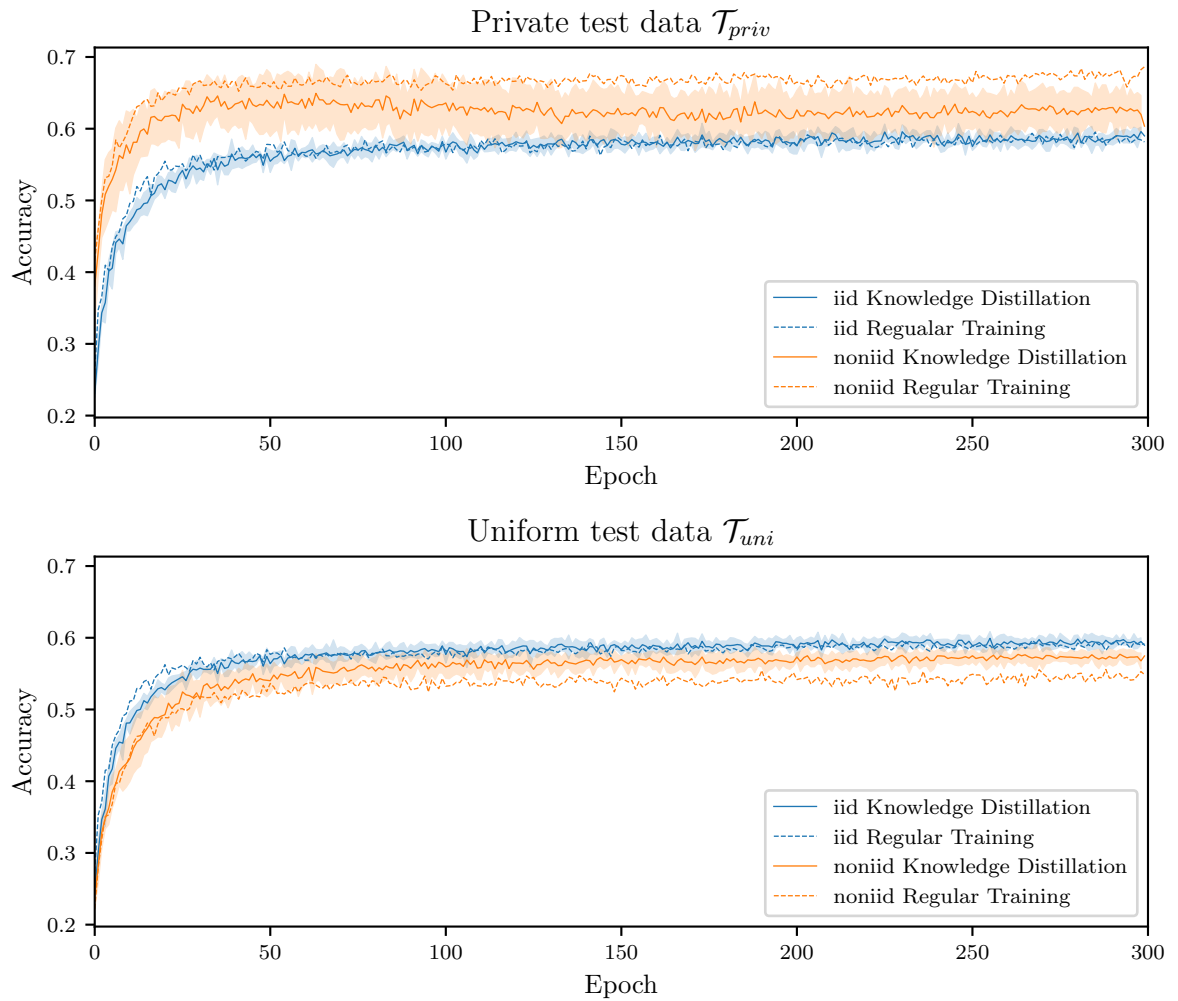 Private test data 𝒯priv
Accuracy
0.7
0.6
0.5
0.4
0.3
0.2
iid Knowledge Distillation
iid Regualar Training
noniid Knowledge Distillation
noniid Regular Training
0 50 100 150 200 250 300
Epoch
Uniform test data 𝒯uni
Accuracy
0.7
0.6
0.5
0.4
0.3
0.2
iid Knowledge Distillation
iid Regular Training
noniid Knowledge Distillation
noniid Regular Training
0 50 100 150 200 250 300
Epoch